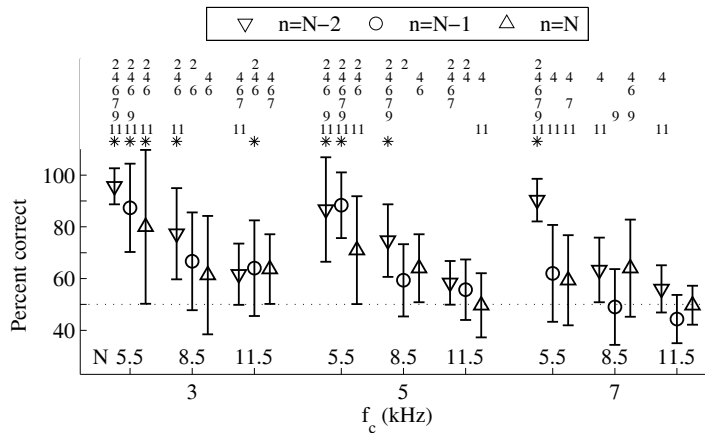 n=N−2 n=N−1 n=N
2 2 2 2 2 2 2 2 2 2 2 2 2 2
4 4 4 4 4 4 4 4 4 4 4 4 4 4 4 4 4 4 4 4 4
6 6 6 6 6 6 6 6 6 6 6 6 6 6 6 6 6
7 7 7 7 7 7 7 7
9 9 9 9 9 9 9 9
11 11 11 11 11 11 11 11 11 11 11 11 11 11
* * * * * * * * *
100
80
60
40
Percent correct
N 5.5 8.5 11.5 5.5 8.5 11.5 5.5 8.5 11.5
3 5 7
f_c (kHz)